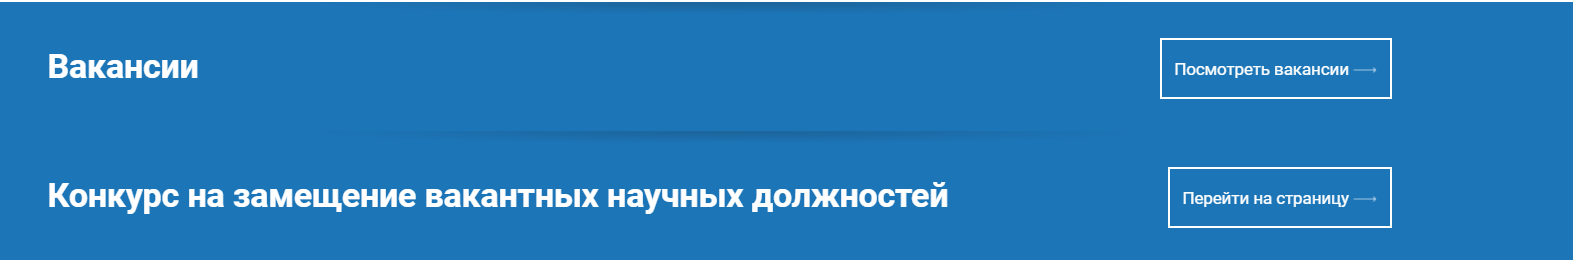 Вакансии
Посмотреть вакансии ⟶
Конкурс на замещение вакантных научных должностей
Перейти на страницу ⟶